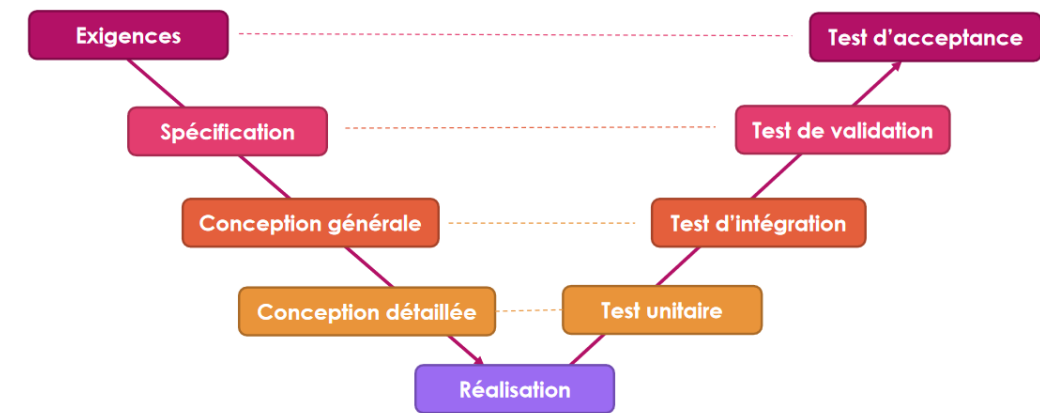 Exigences
Test d'acceptance
Spécification
Test de validation
Conception générale
Test d'intégration
Conception détaillée
Test unitaire
Réalisation